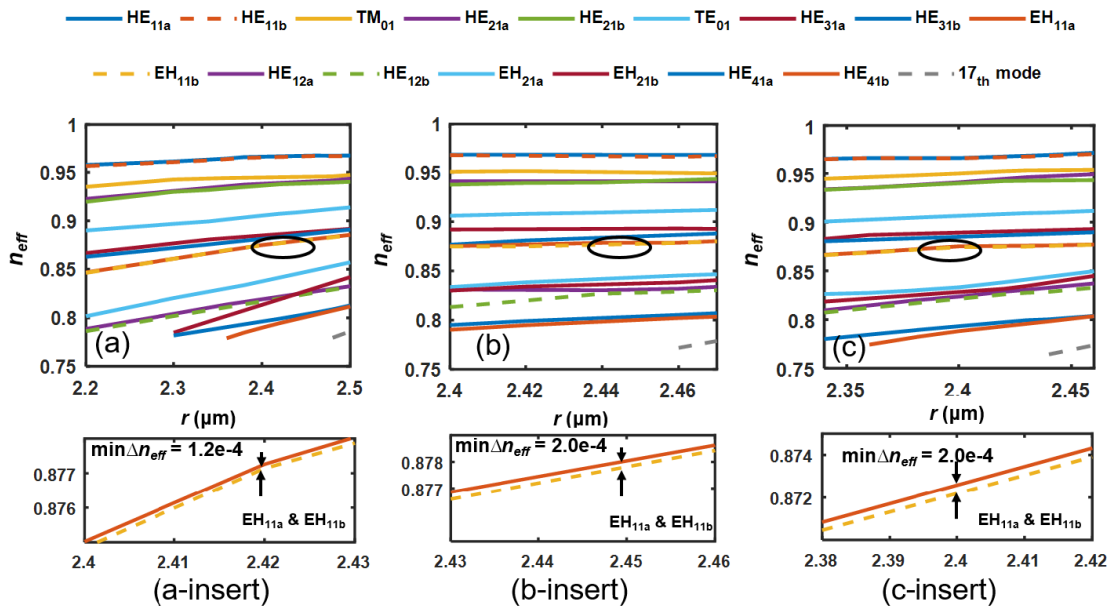 HE11a HE11b TM01 HE21a HE21b TE01 HE31a HE31b EH11a
EH11b HE12a HE12b EH21a EH21b HE41a HE41b 17th mode
1
0.95
0.9
0.85
0.8
0.75
neff
(a)
2.2 2.3 2.4 2.5
r (µm)
1
0.95
0.9
0.85
0.8
0.75
neff
(b)
2.4 2.42 2.44 2.46
r (µm)
1
0.95
0.9
0.85
0.8
0.75
neff
(c)
2.35 2.4 2.45
r (µm)
min Δneff = 1.2e-4
0.877
0.876
EH11a & EH11b
2.4 2.41 2.42 2.43
(a-insert)
min Δneff = 2.0e-4
0.878
0.877
EH11a & EH11b
2.43 2.44 2.45 2.46
(b-insert)
min Δneff = 2.0e-4
0.874
0.872
EH11a & EH11b
2.38 2.39 2.4 2.41 2.42
(c-insert)